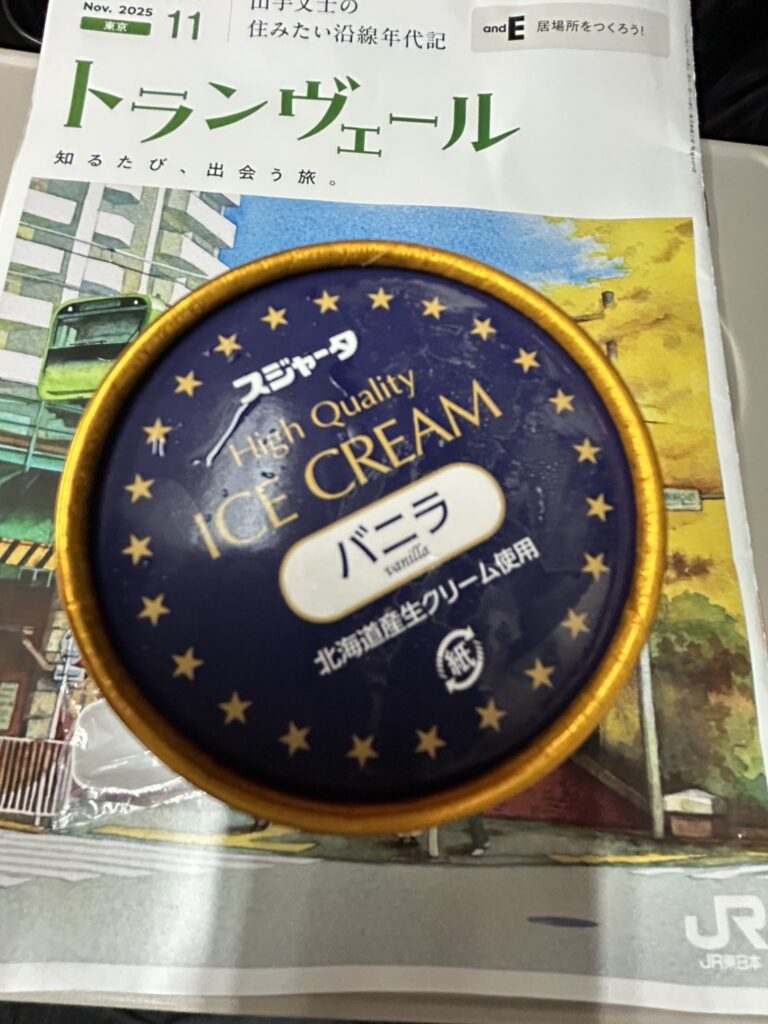 Nov. 2025
東京
11
山手文士の
住みたい沿線年代記
and E 居場所をつくろう!
トランヴェール
知るたび、出会う旅。
スジャータ
High Quality
ICE CREAM
バニラ
vanilla
北海道産生クリーム使用
紙
JR
JR東日本